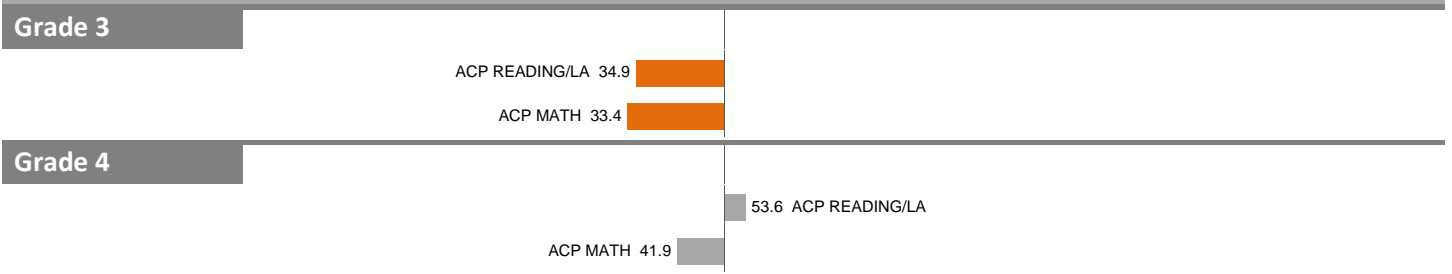 Grade 3
ACP READING/LA 34.9
ACP MATH 33.4
Grade 4
53.6 ACP READING/LA
ACP MATH 41.9